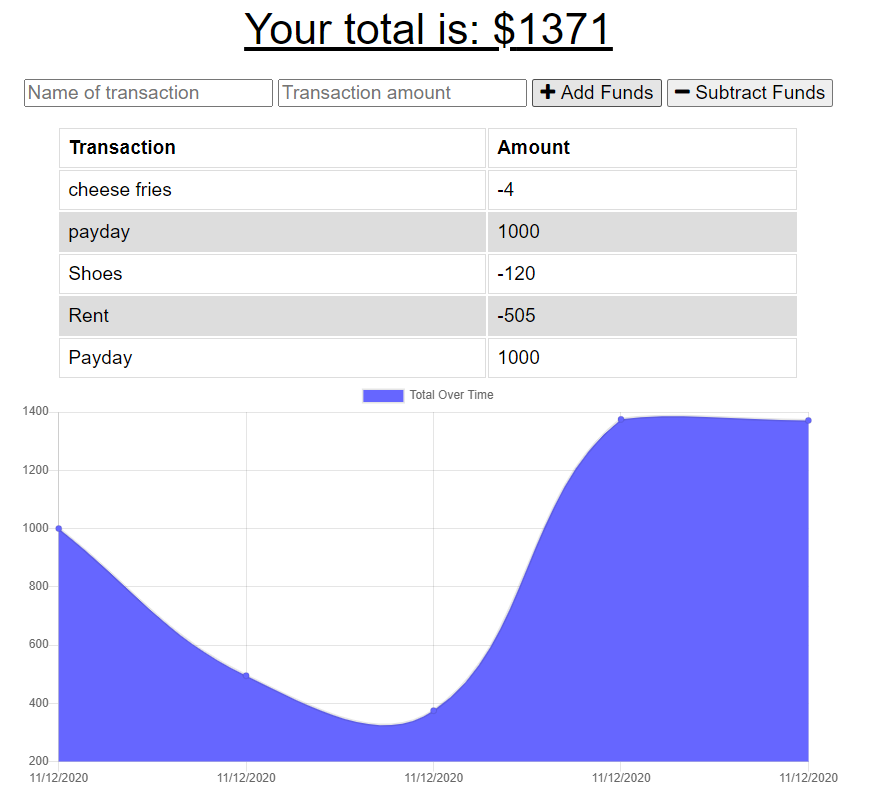 Your total is: $1371
Name of transaction Transaction amount Add Funds Subtract Funds
Transaction Amount
cheese fries -4
payday 1000
Shoes -120
Rent -505
Payday 1000
Total Over Time
1400
1200
1000
800
600
400
200
11/12/2020 11/12/2020 11/12/2020 11/12/2020 11/12/2020